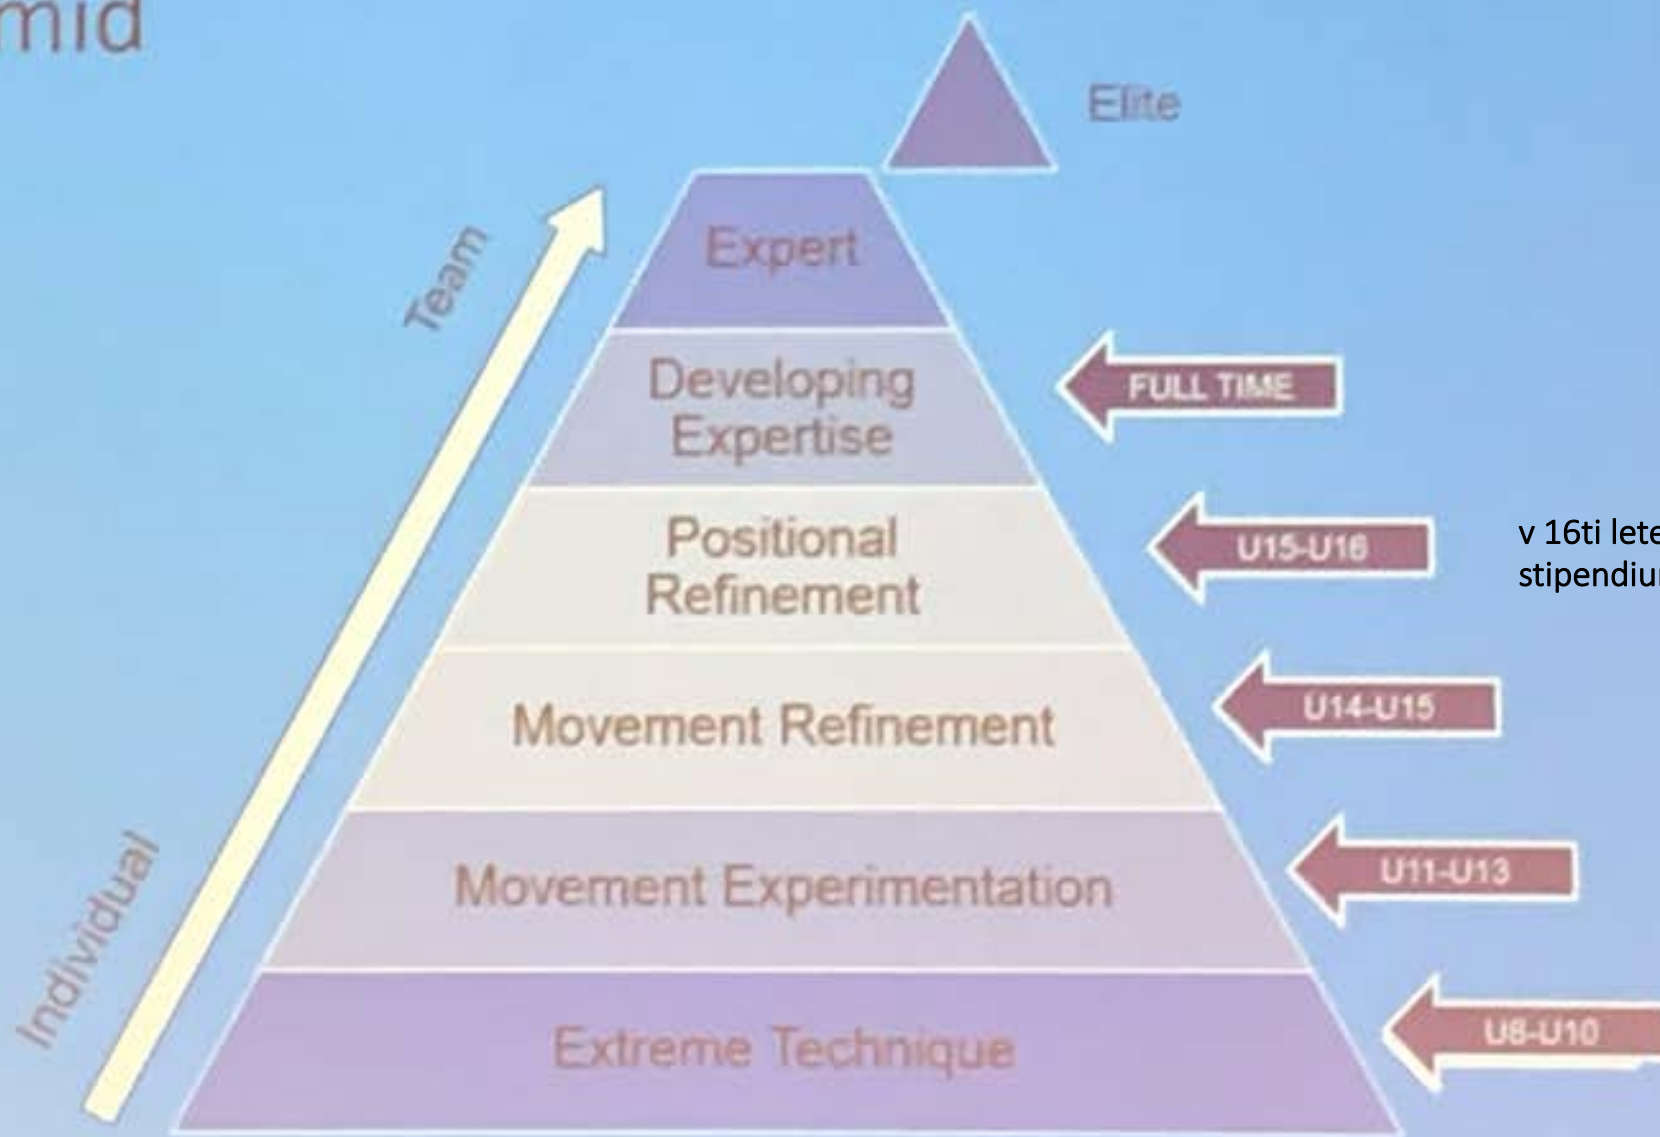 mid
Elite
Expert
Team
Developing
Expertise
FULL TIME
Positional
Refinement
U15-U16
v 16ti lete
stipendiu
Movement Refinement
U14-U15
Movement Experimentation
U11-U13
Individual
Extreme Technique
U8-U10